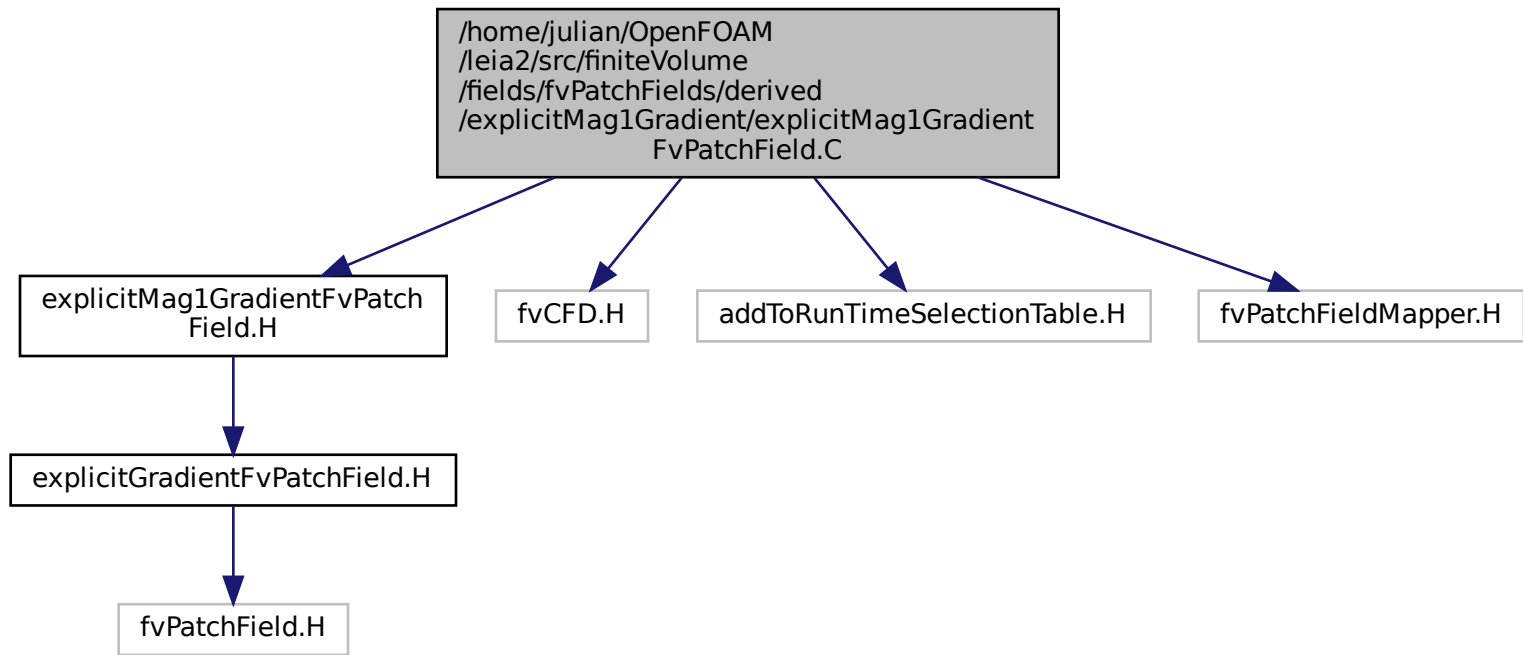 /home/julian/OpenFOAM
/leia2/src/finiteVolume
/fields/fvPatchFields/derived
/explicitMag1Gradient/explicitMag1Gradient
FvPatchField.C
explicitMag1GradientFvPatch
Field.H
fvCFD.H
addToRunTimeSelectionTable.H
fvPatchFieldMapper.H
explicitGradientFvPatchField.H
fvPatchField.H